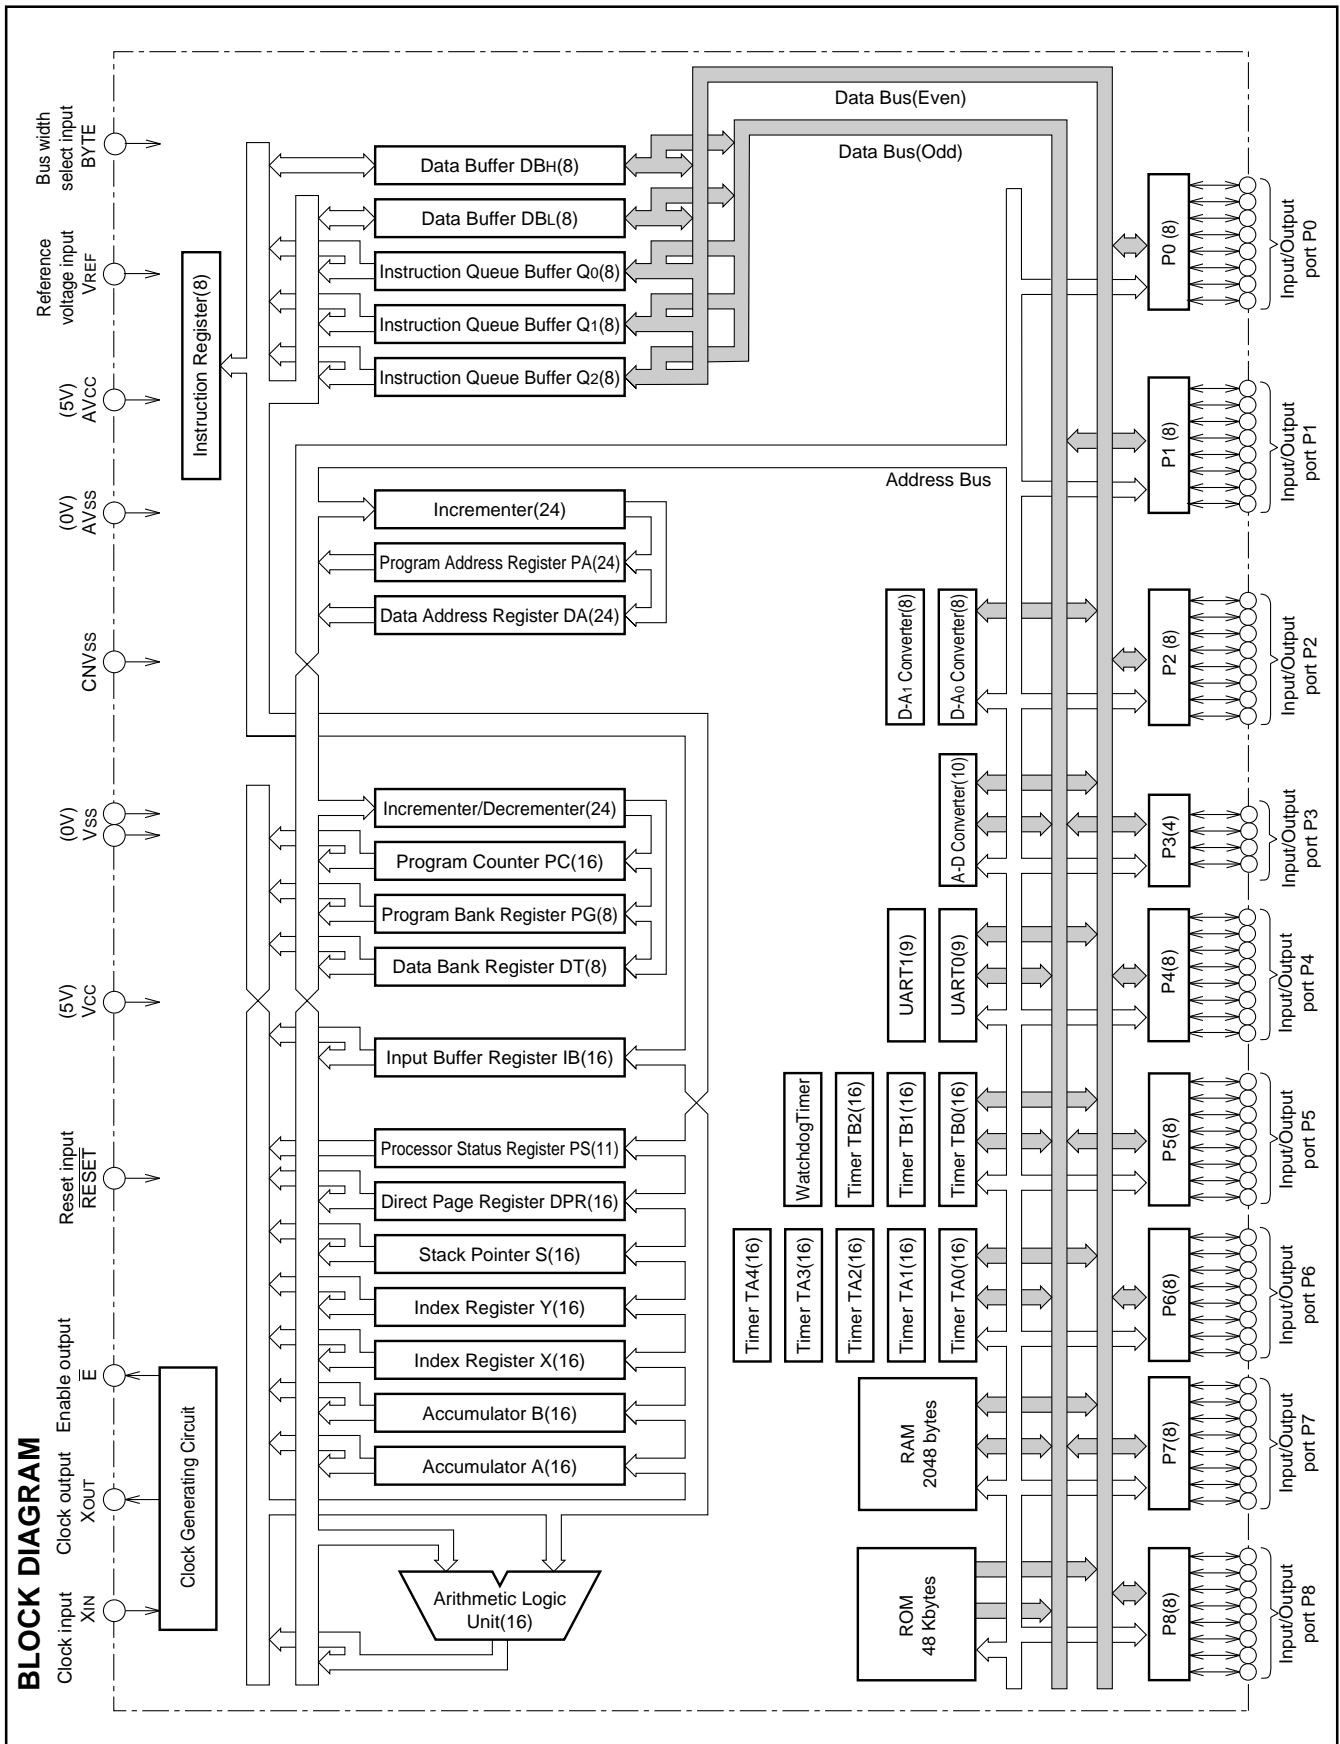 BLOCK DIAGRAM
Clock input
XIN
Clock output
XOUT
Enable output
E
Reset input
RESET
(5V)
VCC
(0V)
VSS
CNVSS
(0V)
AVSS
(5V)
AVCC
Reference
voltage input
VREF
Bus width
select input
BYTE
Clock Generating Circuit
Instruction Register(8)
Data Buffer DBH(8)
Data Buffer DBL(8)
Instruction Queue Buffer Q0(8)
Instruction Queue Buffer Q1(8)
Instruction Queue Buffer Q2(8)
Incrementer(24)
Program Address Register PA(24)
Data Address Register DA(24)
Incrementer/Decrementer(24)
Program Counter PC(16)
Program Bank Register PG(8)
Data Bank Register DT(8)
Input Buffer Register IB(16)
Processor Status Register PS(11)
Direct Page Register DPR(16)
Stack Pointer S(16)
Index Register Y(16)
Index Register X(16)
Accumulator B(16)
Accumulator A(16)
Arithmetic Logic
Unit(16)
Data Bus(Even)
Data Bus(Odd)
Address Bus
D-A1 Converter(8)
D-A0 Converter(8)
A-D Converter(10)
UART1(9)
UART0(9)
WatchdogTimer
Timer TB2(16)
Timer TB1(16)
Timer TB0(16)
Timer TA4(16)
Timer TA3(16)
Timer TA2(16)
Timer TA1(16)
Timer TA0(16)
RAM
2048 bytes
ROM
48 Kbytes
P0 (8)
P1 (8)
P2 (8)
P3(4)
P4(8)
P5(8)
P6(8)
P7(8)
P8(8)
Input/Output
port P0
Input/Output
port P1
Input/Output
port P2
Input/Output
port P3
Input/Output
port P4
Input/Output
port P5
Input/Output
port P6
Input/Output
port P7
Input/Output
port P8